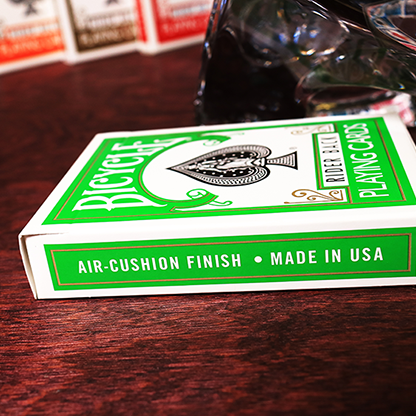 BICYCLE
RIDER BACK
PLAYING CARDS
AIR-CUSHION FINISH • MADE IN USA